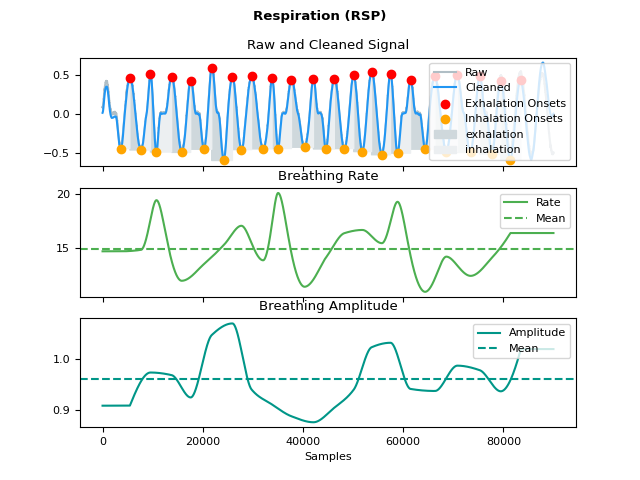 Respiration (RSP)
Raw and Cleaned Signal
0.5
0.0
−0.5
Raw
Cleaned
Exhalation Onsets
Inhalation Onsets
exhalation
inhalation
Breathing Rate
20
15
Rate
Mean
Breathing Amplitude
1.0
0.9
Amplitude
Mean
0 20000 40000 60000 80000
Samples